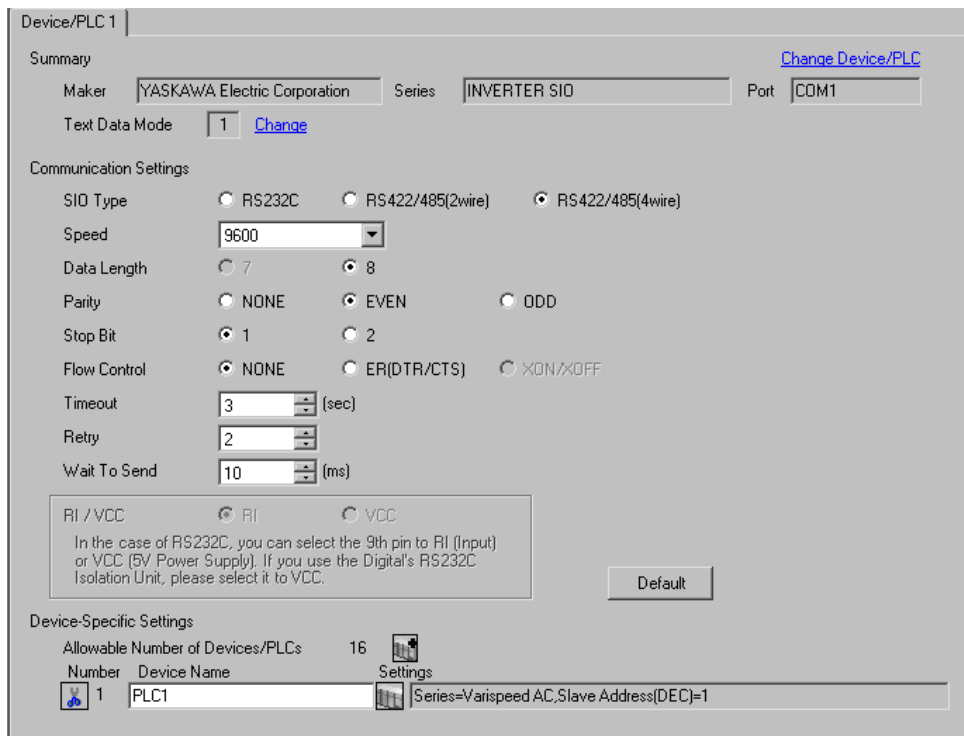 Device/PLC 1
Summary Change Device/PLC
Maker YASKAWA Electric Corporation Series INVERTER SIO Port COM1
Text Data Mode 1 Change
Communication Settings
SIO Type RS232C RS422/485(2wire) RS422/485(4wire)
Speed 9600
Data Length 7 8
Parity NONE EVEN ODD
Stop Bit 1 2
Flow Control NONE ER(DTR/CTS) XON/XOFF
Timeout 3 (sec)
Retry 2
Wait To Send 10 (ms)
RI / VCC RI VCC
In the case of RS232C, you can select the 9th pin to RI (Input)
or VCC (5V Power Supply). If you use the Digital's RS232C
Isolation Unit, please select it to VCC.
Default
Device-Specific Settings
Allowable Number of Devices/PLCs 16
Number Device Name Settings
1 PLC1 Series=Varispeed AC,Slave Address(DEC)=1